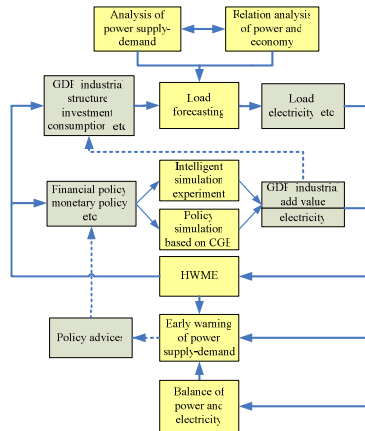 Analysis of
power supply-
demand
Relation analysis
of power and
economy
GDP industrial
structure
investment
consumption etc
Load
forecasting
Load
electricity etc
Intelligent
simulation
experiment
Financial policy
monetary policy
etc
Policy
simulation
based on CGE
GDP industrial
add value
electricity
HWME
Policy advices
Early warning
of power
supply-demand
Balance of
power and
electricity